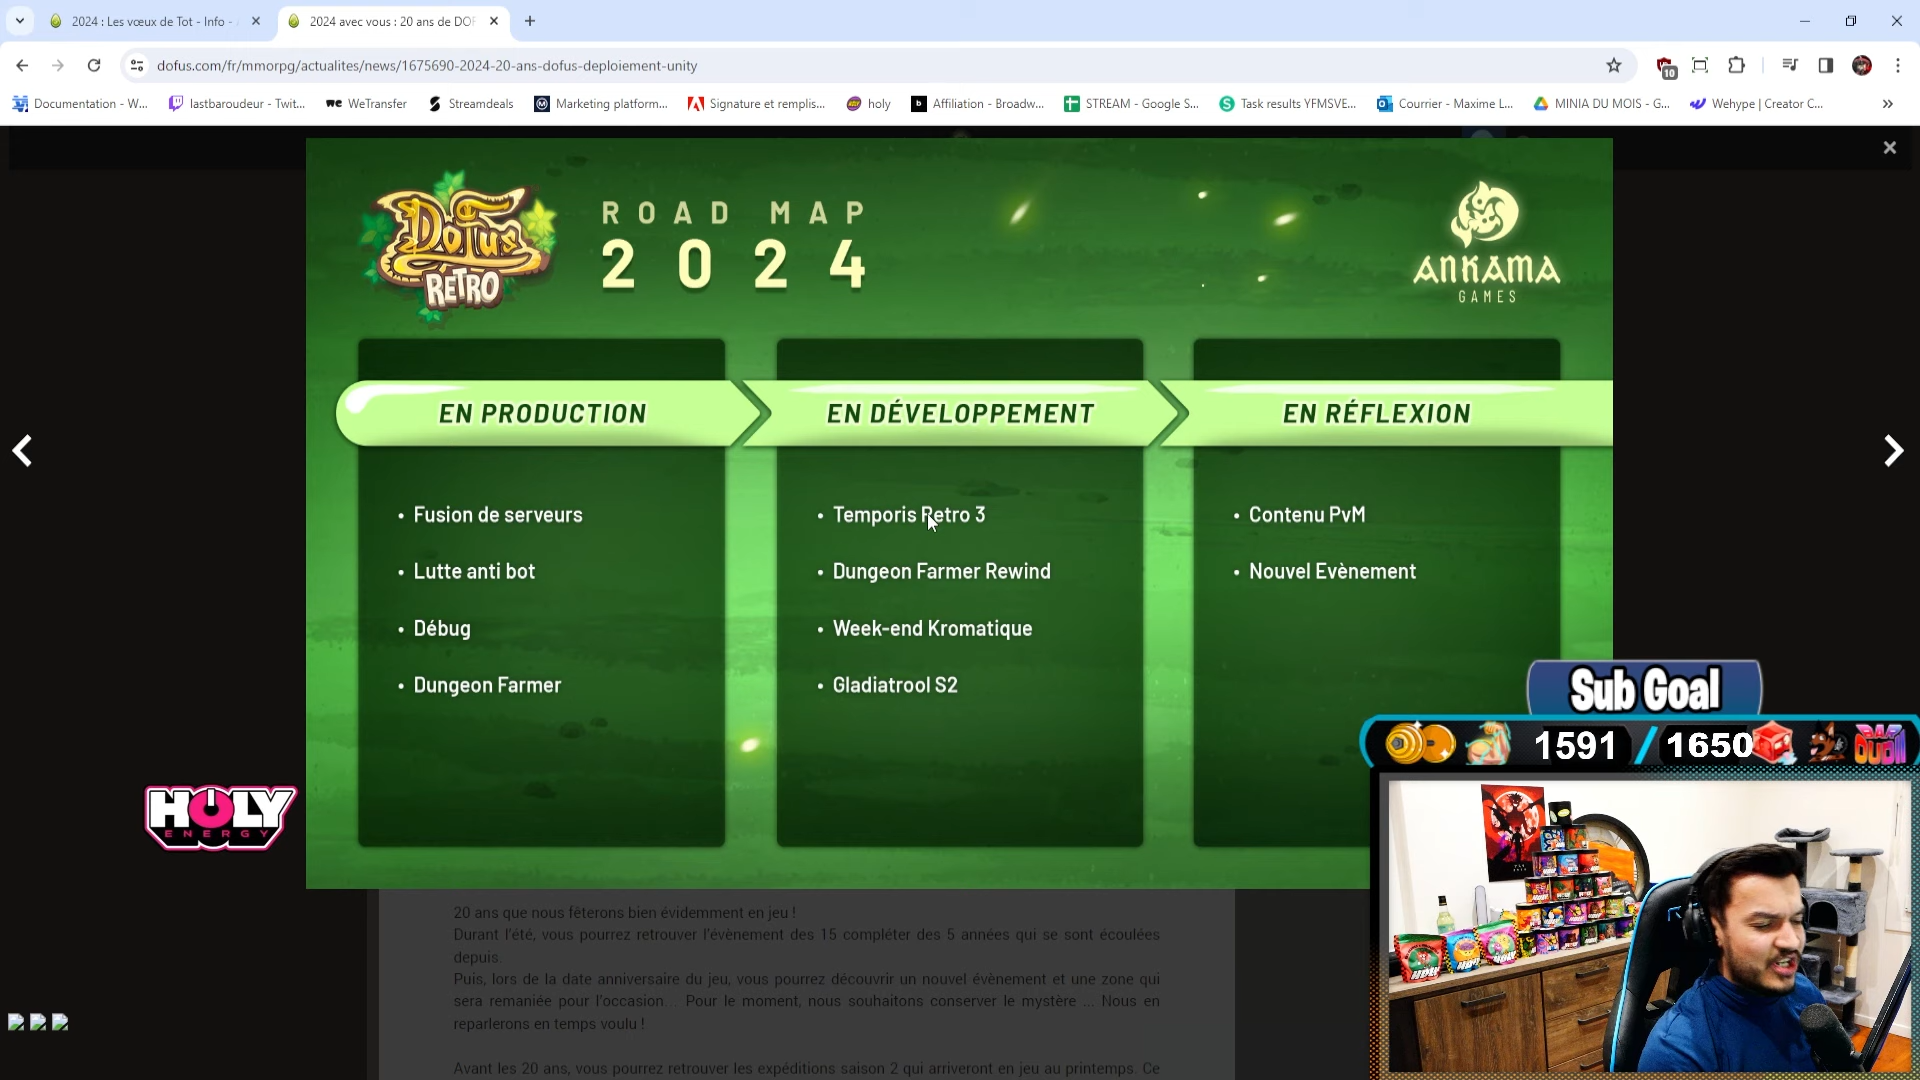 2024 : Les vœux de Tot - Info -
2024 avec vous : 20 ans de DOF
dofus.com/fr/mmorpg/actualites/news/1675690-2024-20-ans-dofus-deploiement-unity
10
Documentation - W...
lastbaroudeur - Twit...
WeTransfer
Streamdeals
Marketing platform...
Signature et remplis...
holy
Affiliation - Broadw...
STREAM - Google S...
Task results YFMSVE...
Courrier - Maxime L...
MINIA DU MOIS - G...
Wehype | Creator C...
DOFUS
RETRO
ROAD MAP
2024
ANKAMA
GAMES
EN PRODUCTION
EN DÉVELOPPEMENT
EN RÉFLEXION
• Fusion de serveurs
• Lutte anti bot
• Débug
• Dungeon Farmer
• Temporis Retro 3
• Dungeon Farmer Rewind
• Week-end Kromatique
• Gladiatrool S2
• Contenu PvM
• Nouvel Evènement
Sub Goal
1591 / 1650
HOLY
ENERGY
20 ans que nous fêterons bien évidemment en jeu !
Durant l'été, vous pourrez retrouver l'évènement des 15 compléter des 5 années qui se sont écoulées
depuis.
Puis, lors de la date anniversaire du jeu, vous pourrez découvrir un nouvel évènement et une zone qui
sera remaniée pour l'occasion... Pour le moment, nous souhaitons conserver le mystère ... Nous en
reparlerons en temps voulu !
Avant les 20 ans, vous pourrez retrouver les expéditions saison 2 qui arriveront en jeu au printemps. Ce